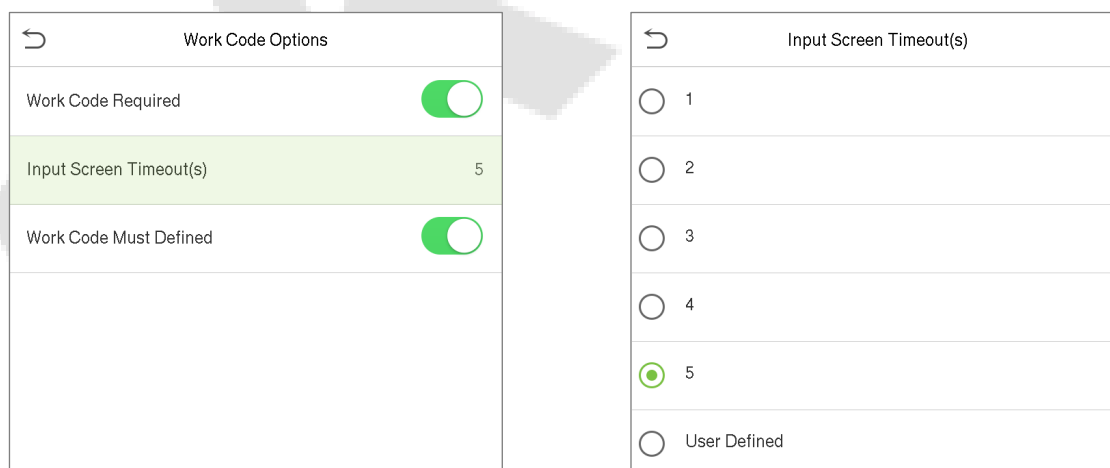 Work Code Options
Work Code Required
Input Screen Timeout(s) 5
Work Code Must Defined
Input Screen Timeout(s)
1
2
3
4
5
User Defined